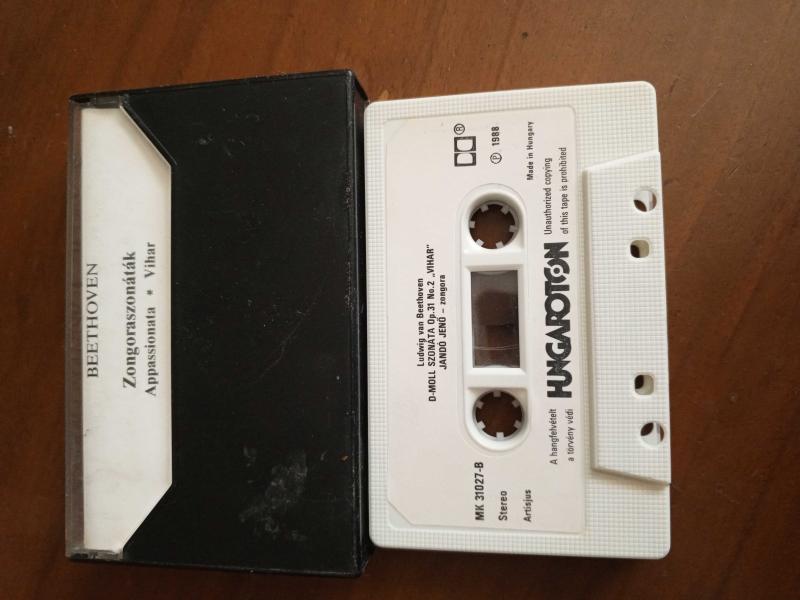 BEETHOVEN
Zongoraszonáták
Appassionata * Vihar
Ludwig van Beethoven
D-MOLL SZONÁTA Op.31 No.2 „VIHAR"
JANDÓ JENŐ – zongora
MK 31027-B
Stereo
Artisjus
® 
℗ 1988
Made in Hungary
A hangfelvételt
a törvény védi
HUNGAROTON
Unauthorized copying
of this tape is prohibited